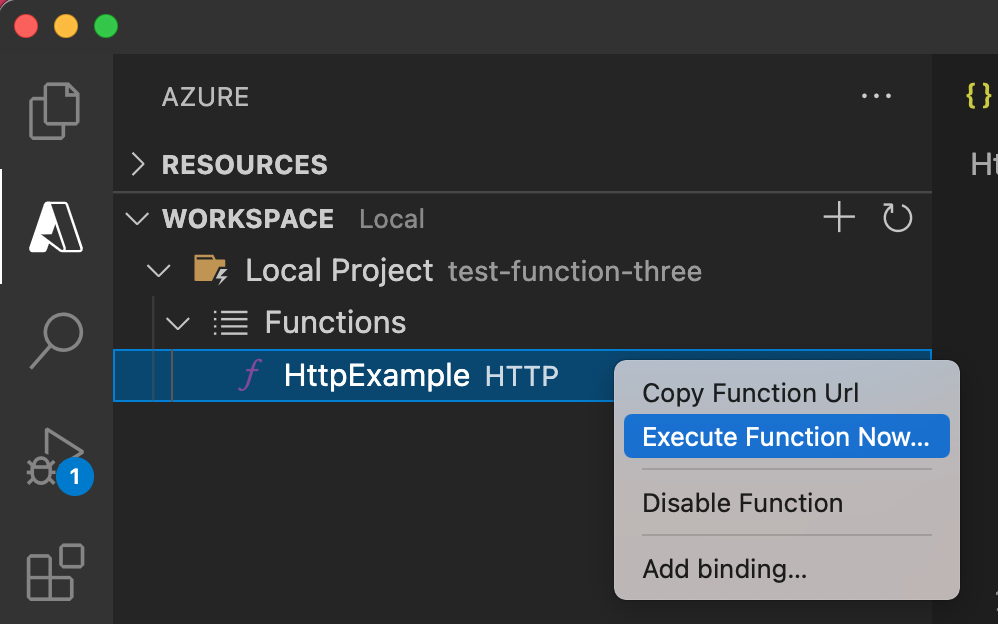 AZURE
RESOURCES
WORKSPACE Local
Local Project test-function-three
Functions
HttpExample HTTP
Copy Function Url
Execute Function Now...
Disable Function
Add binding...
1
{}